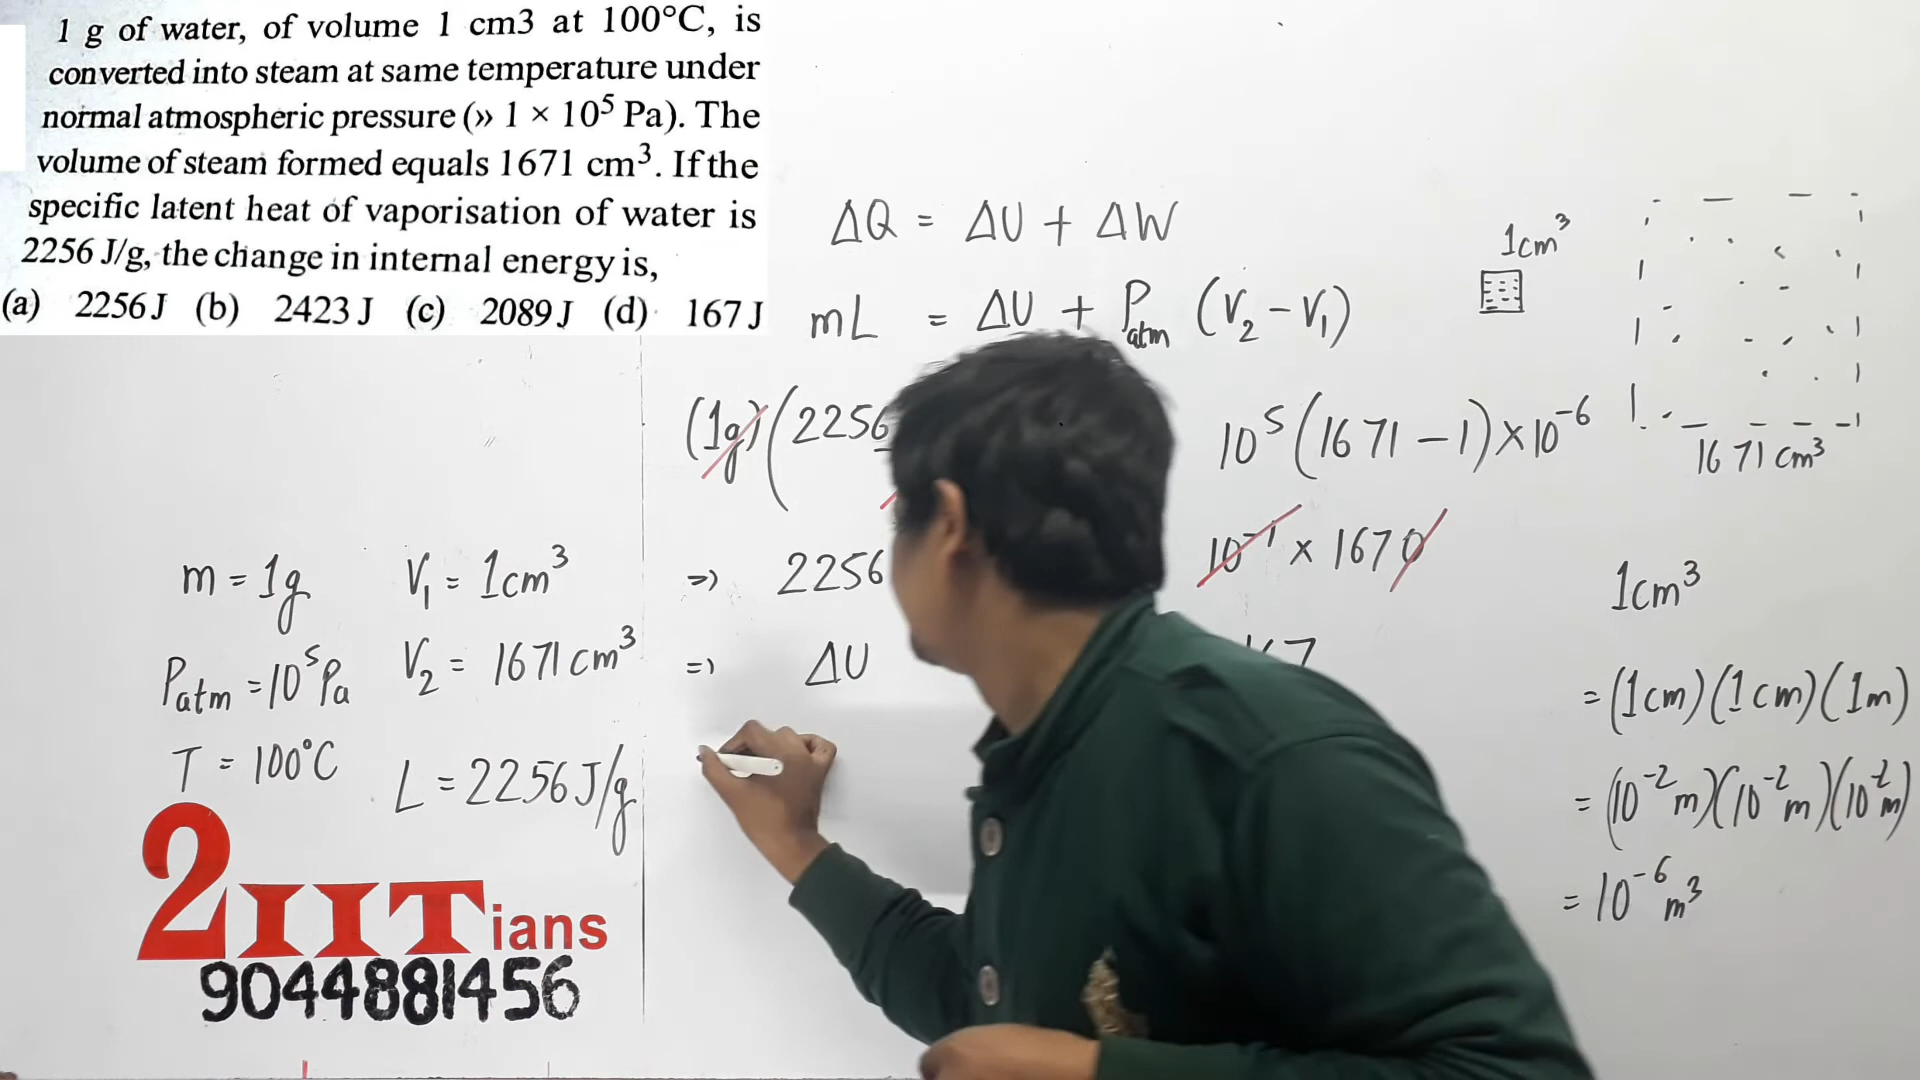 1 g of water, of volume 1 cm3 at 100°C, is
converted into steam at same temperature under
normal atmospheric pressure (» 1 × 10⁵ Pa). The
volume of steam formed equals 1671 cm³. If the
specific latent heat of vaporisation of water is
2256 J/g, the change in internal energy is,
(a) 2256 J (b) 2423 J (c) 2089 J (d) 167 J
ΔQ = ΔU + ΔW
mL = ΔU + Patm (V₂ - V₁)
(1g) (2256
10⁵ (1671 - 1) × 10⁻⁶
⇒ 2256
10⁻¹ × 1670
⇒ ΔU
m = 1g
V₁ = 1cm³
Patm = 10⁵ Pa
V₂ = 1671 cm³
T = 100°C
L = 2256 J/g
1cm³
1671 cm³
1cm³
= (1cm) (1cm) (1m)
= (10⁻² m) (10⁻² m) (10⁻² m)
= 10⁻⁶ m³
2IITians
9044881456